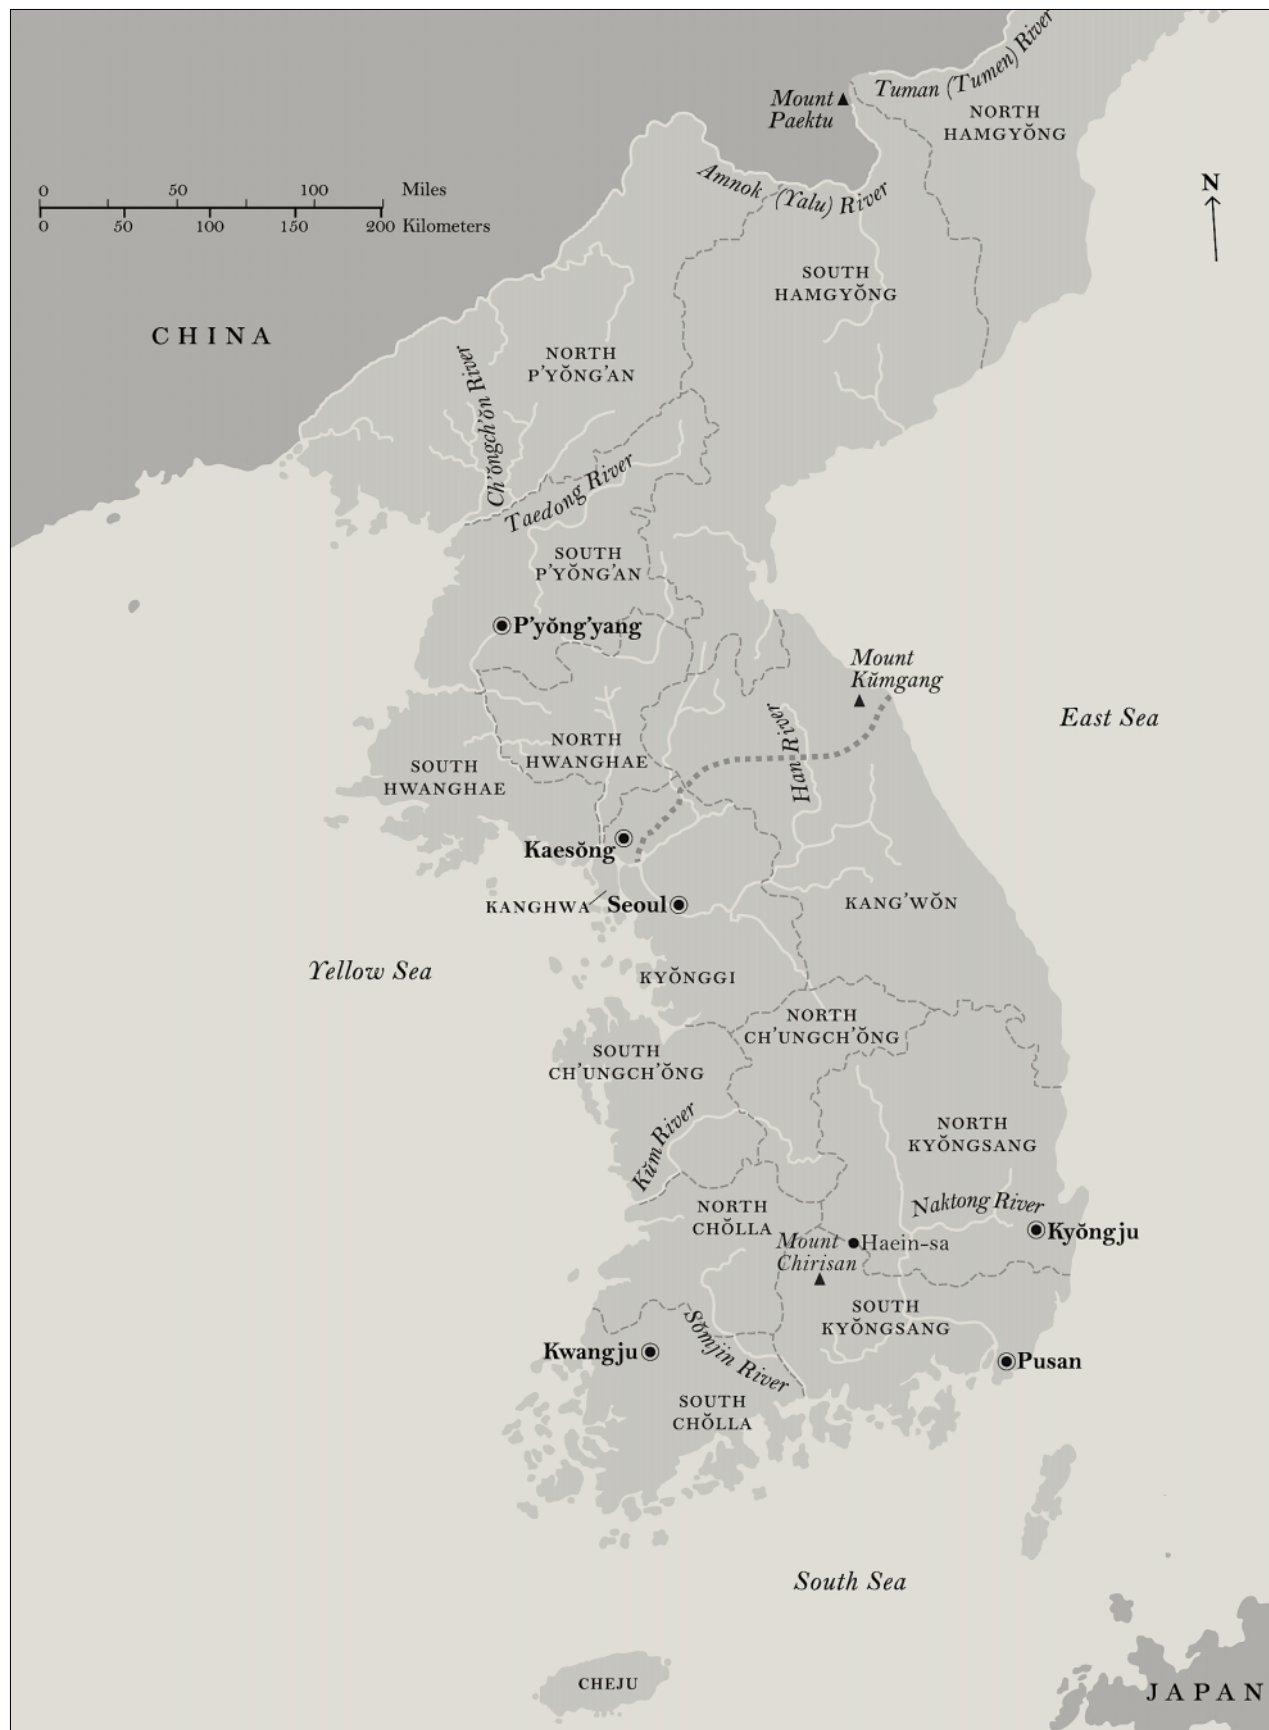 Tuman (Tumen) River
Mount
Paektu
NORTH
HAMGYŎNG
0 50 100 Miles
0 50 100 150 200 Kilometers
Amnok (Yalu) River
N
SOUTH
HAMGYŎNG
CHINA
NORTH
P'YŎNG'AN
Ch'ŏngch'ŏn River
Taedong River
SOUTH
P'YŎNG'AN
P'yŏng'yang
Mount
Kŭmgang
East Sea
Han River
NORTH
HWANGHAE
SOUTH
HWANGHAE
Kaesŏng
KANGHWA
Seoul
KANG'WŎN
Yellow Sea
KYŎNGGI
NORTH
CH'UNGCH'ŎNG
SOUTH
CH'UNGCH'ŎNG
Kŭm River
NORTH
KYŎNGSANG
Naktong River
NORTH
CHŎLLA
Kyŏngju
Mount
Chirisan
Haein-sa
SOUTH
KYŎNGSANG
Sŏmjin River
Kwangju
Pusan
SOUTH
CHŎLLA
South Sea
CHEJU
JAPAN